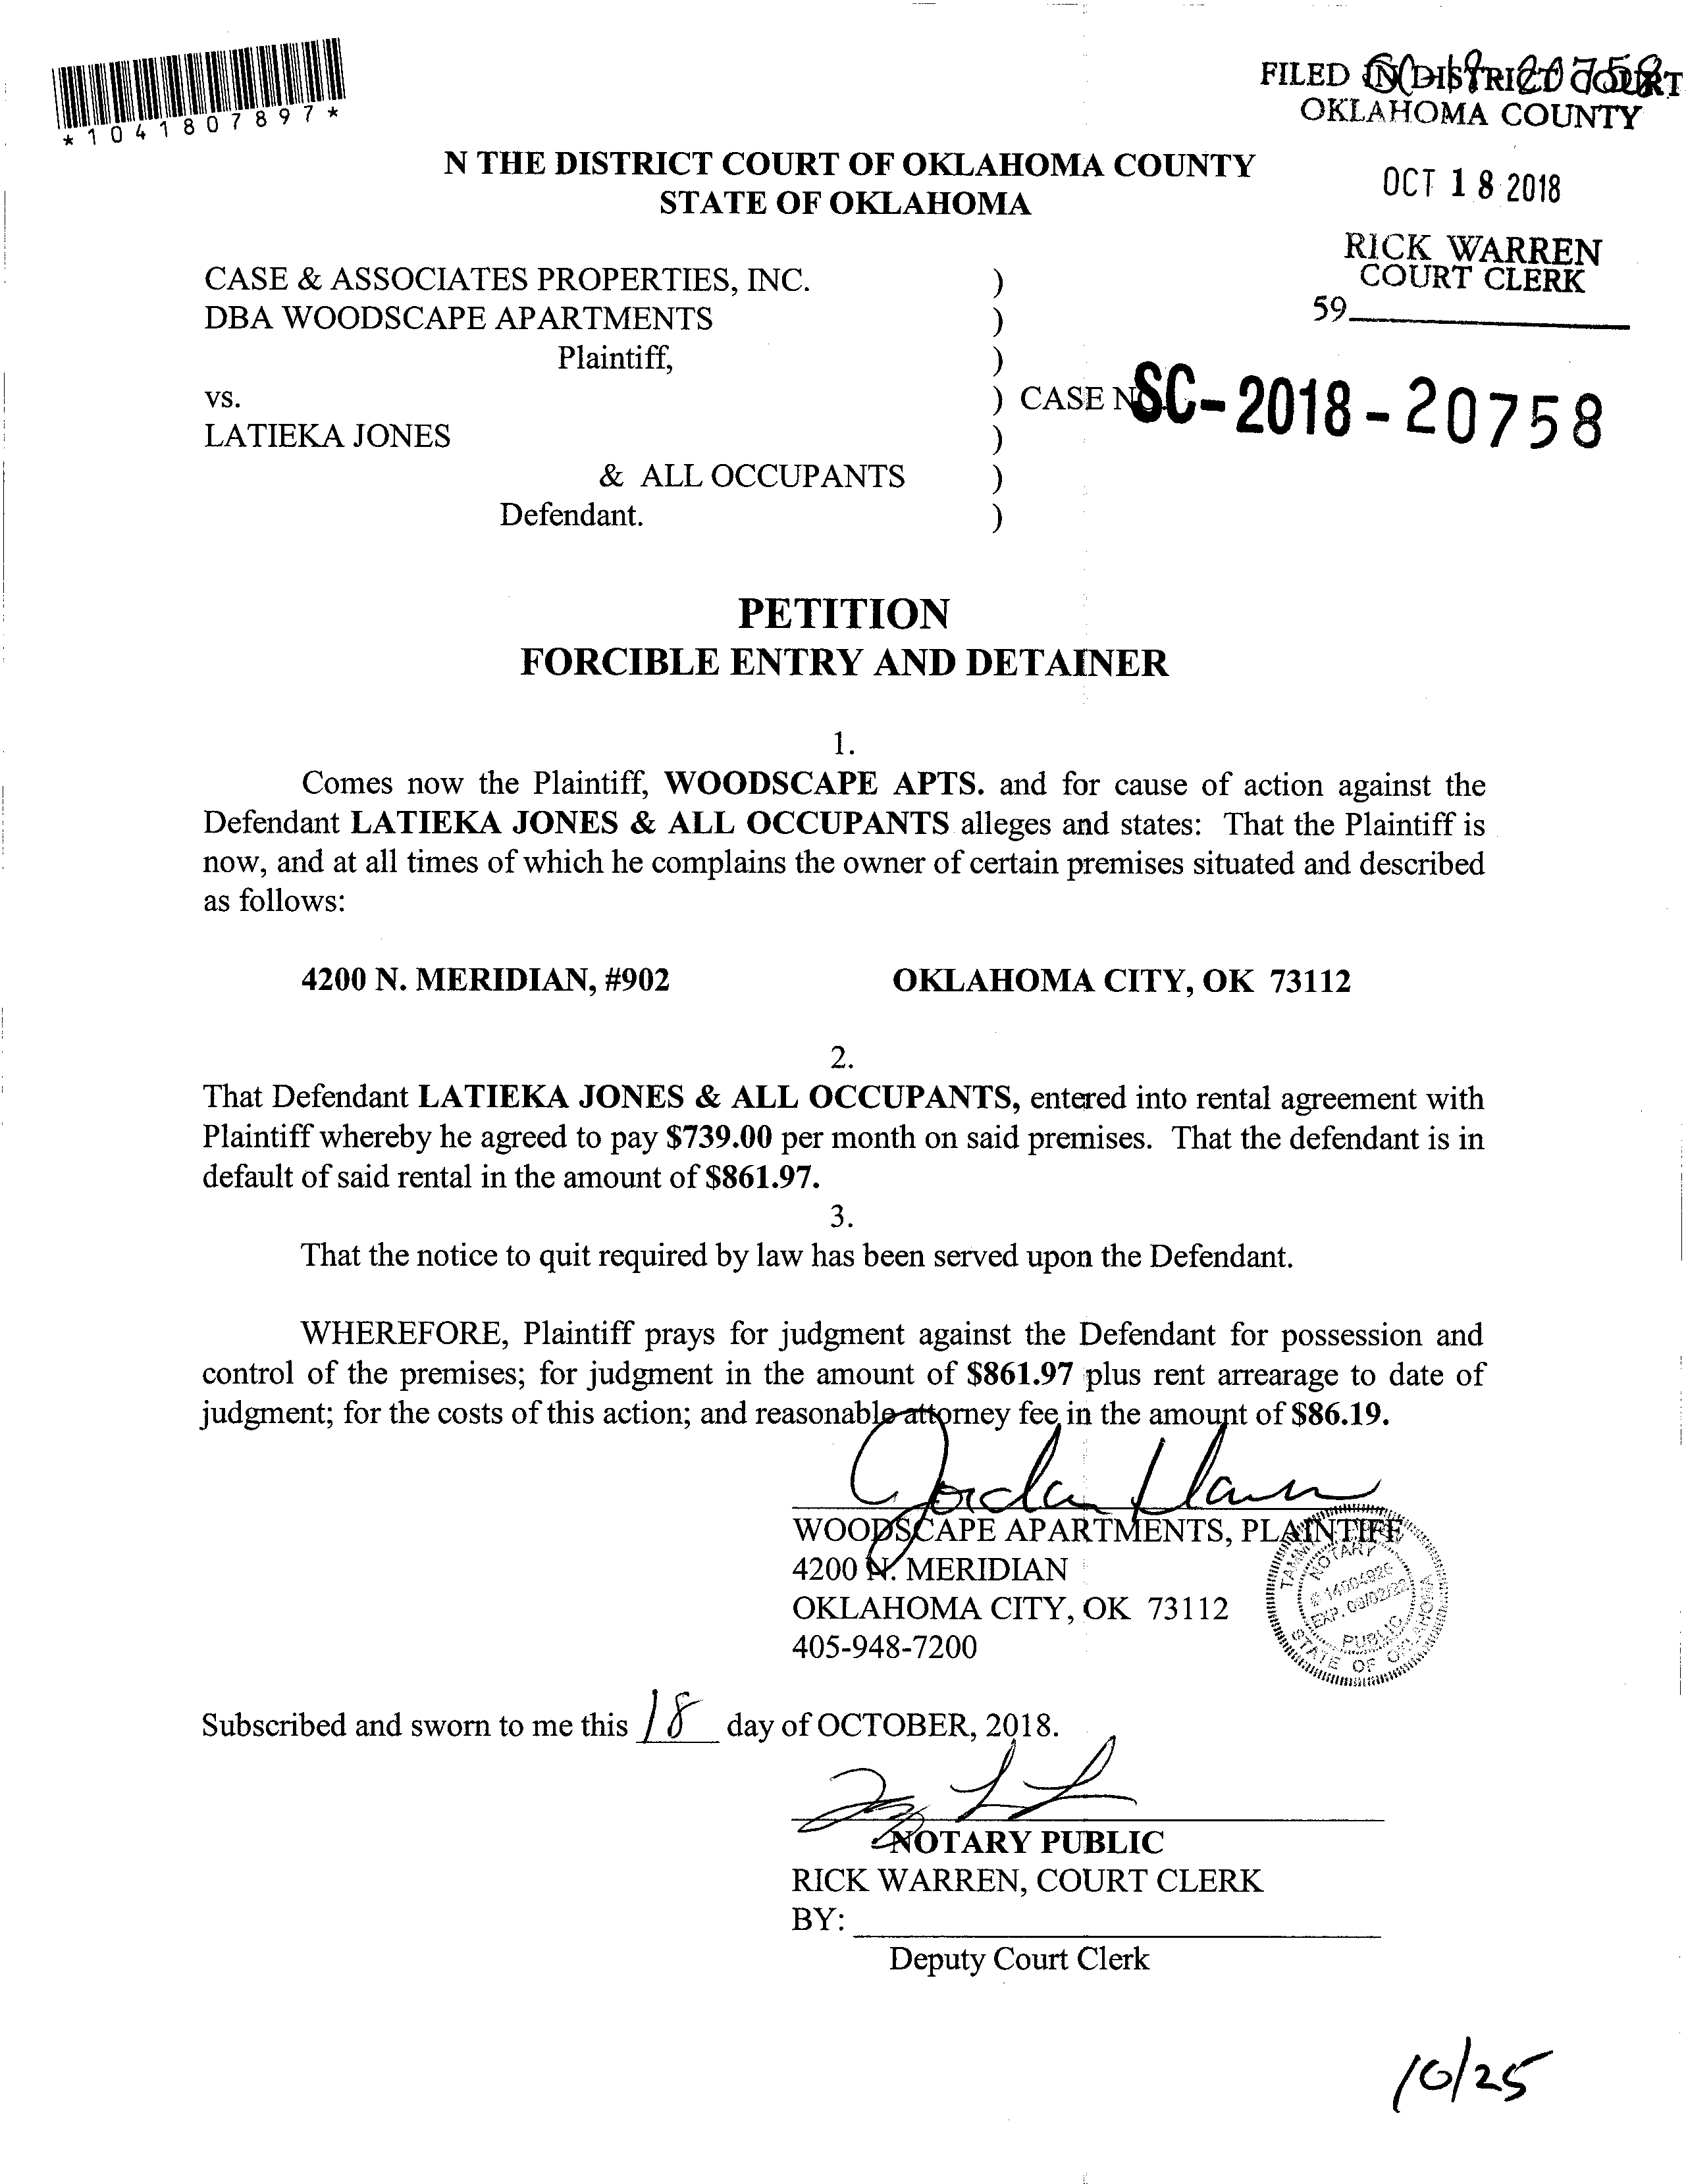 *1041807897*
FILED IN DISTRICT COURT
OKLAHOMA COUNTY
OCT 18 2018
RICK WARREN
COURT CLERK
59
N THE DISTRICT COURT OF OKLAHOMA COUNTY
STATE OF OKLAHOMA
CASE & ASSOCIATES PROPERTIES, INC. )
DBA WOODSCAPE APARTMENTS )
Plaintiff, )
vs. ) CASE NO. SC-2018-20758
LATIEKA JONES )
& ALL OCCUPANTS )
Defendant. )
PETITION
FORCIBLE ENTRY AND DETAINER
1.
Comes now the Plaintiff, WOODSCAPE APTS. and for cause of action against the
Defendant LATIEKA JONES & ALL OCCUPANTS alleges and states: That the Plaintiff is
now, and at all times of which he complains the owner of certain premises situated and described
as follows:
4200 N. MERIDIAN, #902 OKLAHOMA CITY, OK 73112
2.
That Defendant LATIEKA JONES & ALL OCCUPANTS, entered into rental agreement with
Plaintiff whereby he agreed to pay $739.00 per month on said premises. That the defendant is in
default of said rental in the amount of $861.97.
3.
That the notice to quit required by law has been served upon the Defendant.
WHEREFORE, Plaintiff prays for judgment against the Defendant for possession and
control of the premises; for judgment in the amount of $861.97 plus rent arrearage to date of
judgment; for the costs of this action; and reasonable attorney fee in the amount of $86.19.
Jordan
WOODSCAPE APARTMENTS, PLAINTIFF
4200 N. MERIDIAN
OKLAHOMA CITY, OK 73112
405-948-7200
NOTARY
PUBLIC
STATE OF OKLAHOMA
Subscribed and sworn to me this 18 day of OCTOBER, 2018.
NOTARY PUBLIC
RICK WARREN, COURT CLERK
BY:
Deputy Court Clerk
10/25